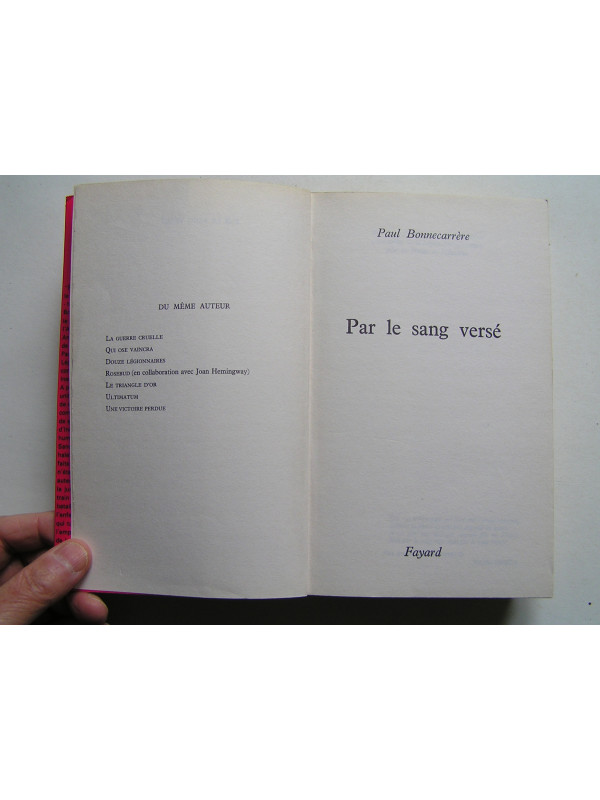 DU MÊME AUTEUR
LA GUERRE CRUELLE
QUI OSE VAINCRA
DOUZE LÉGIONNAIRES
ROSEBUD (en collaboration avec Joan Hemingway)
LE TRIANGLE D'OR
ULTIMATUM
UNE VICTOIRE PERDUE
Paul Bonnecarrère
Par le sang versé
Fayard